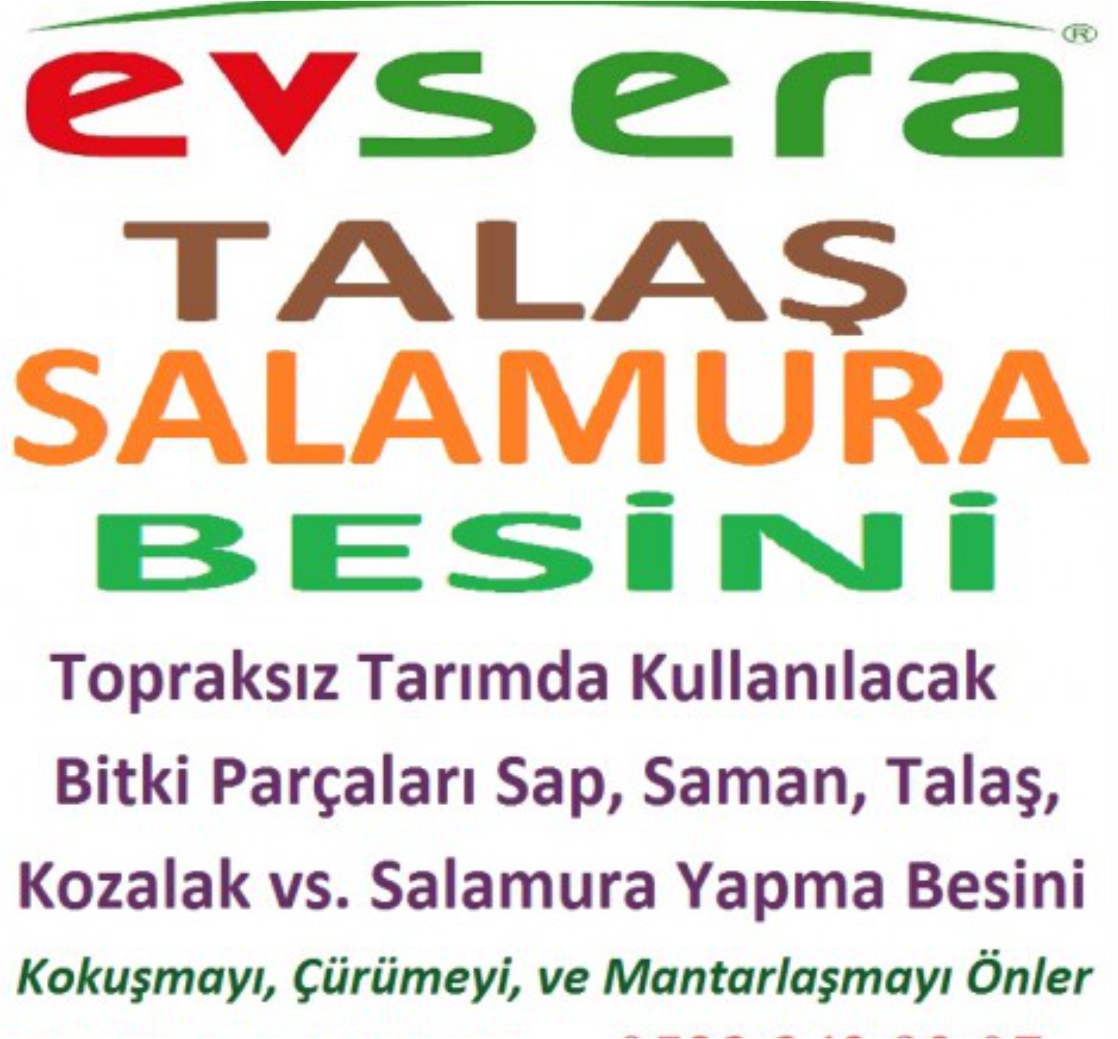 evsera®
TALAŞ
SALAMURA
BESİNİ
Topraksız Tarımda Kullanılacak
Bitki Parçaları Sap, Saman, Talaş,
Kozalak vs. Salamura Yapma Besini
Kokuşmayı, Çürümeyi, ve Mantarlaşmayı Önler